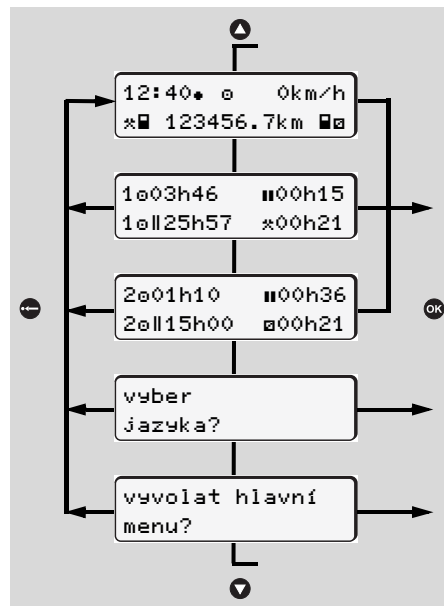 12:40● ⊙ 0km/h
⚒🖪 123456.7km 🖪⧄
1⊙03h46 ❚❚00h15
1⊙||25h57 ⚒00h21
2⊙01h10 ❚❚00h36
2⊙||15h00 ⧄00h21
OK
vyber
jazyka?
vyvolat hlavní
menu?